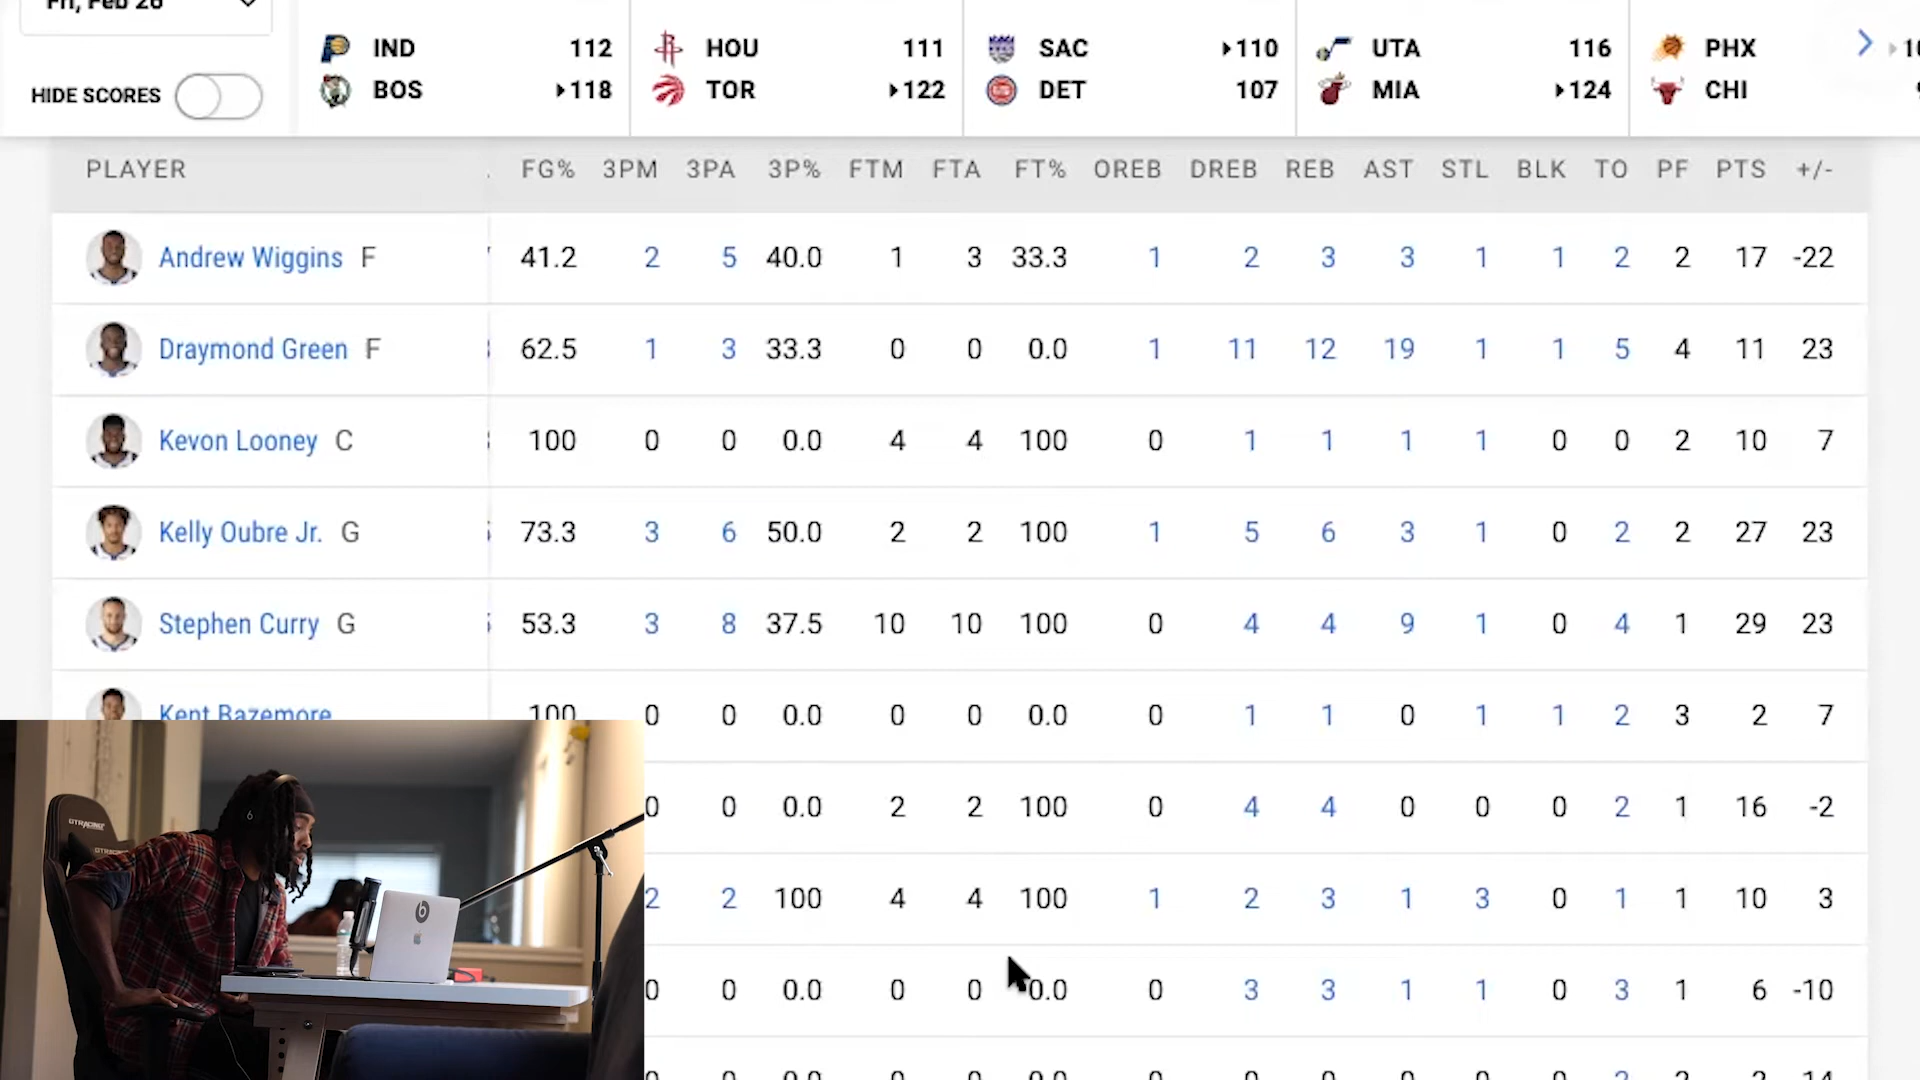 Fri, Feb 26
HIDE SCORES
IND 112
BOS 118
HOU 111
TOR 122
SAC 110
DET 107
UTA 116
MIA 124
PHX
CHI
PLAYER FG% 3PM 3PA 3P% FTM FTA FT% OREB DREB REB AST STL BLK TO PF PTS +/-
Andrew Wiggins F 41.2 2 5 40.0 1 3 33.3 1 2 3 3 1 1 2 2 17 -22
Draymond Green F 62.5 1 3 33.3 0 0 0.0 1 11 12 19 1 1 5 4 11 23
Kevon Looney C 100 0 0 0.0 4 4 100 0 1 1 1 1 0 0 2 10 7
Kelly Oubre Jr. G 73.3 3 6 50.0 2 2 100 1 5 6 3 1 0 2 2 27 23
Stephen Curry G 53.3 3 8 37.5 10 10 100 0 4 4 9 1 0 4 1 29 23
Kent Bazemore 100 0 0 0.0 0 0 0.0 0 1 1 0 1 1 2 3 2 7
0 0 0.0 2 2 100 0 4 4 0 0 0 2 1 16 -2
2 2 100 4 4 100 1 2 3 1 3 0 1 1 10 3
0 0 0.0 0 0 0.0 0 3 3 1 1 0 3 1 6 -10
GTRACING